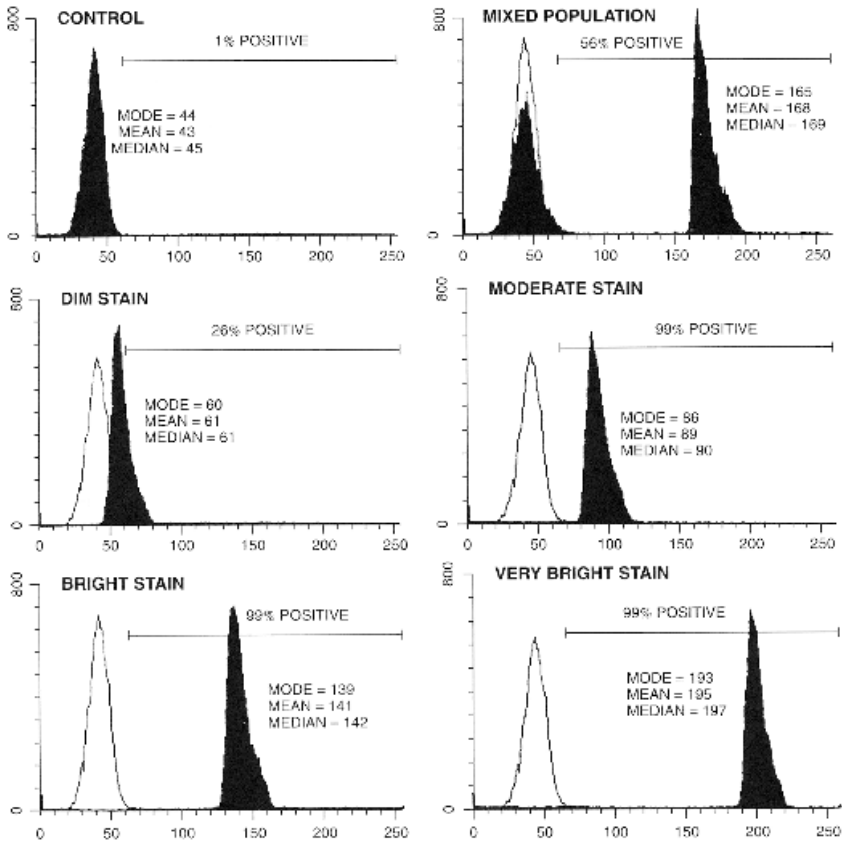 CONTROL
800
1% POSITIVE
MODE = 44
MEAN = 43
MEDIAN = 45
0
0 50 100 150 200 250
MIXED POPULATION
800
56% POSITIVE
MODE = 165
MEAN – 168
MEDIAN – 169
0
0 50 100 150 200 250
DIM STAIN
800
26% POSITIVE
MODE = 60
MEAN = 61
MEDIAN = 61
0
0 50 100 150 200 250
MODERATE STAIN
800
99% POSITIVE
MODE = 86
MEAN = 89
MEDIAN = 90
0
0 50 100 150 200 250
BRIGHT STAIN
800
99% POSITIVE
MODE = 139
MEAN = 141
MEDIAN – 142
0
0 50 100 150 200 250
VERY BRIGHT STAIN
800
99% POSITIVE
MODE – 193
MEAN = 195
MEDIAN = 197
0
0 50 100 150 200 250